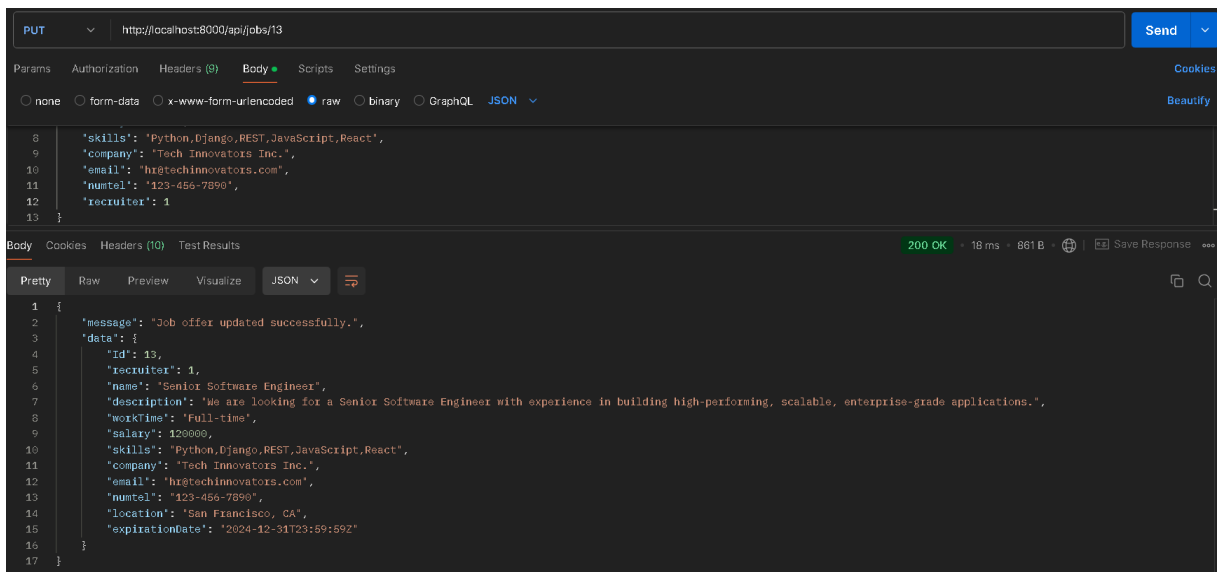 PUT http://localhost:8000/api/jobs/13 Send
Params Authorization Headers (9) Body Scripts Settings Cookies
none form-data x-www-form-urlencoded raw binary GraphQL JSON Beautify
8 "skills": "Python,Django,REST,JavaScript,React",
9 "company": "Tech Innovators Inc.",
10 "email": "hr@techinnovators.com",
11 "numtel": "123-456-7890",
12 "recruiter": 1
13 }
Body Cookies Headers (10) Test Results 200 OK 18 ms 861 B Save Response
Pretty Raw Preview Visualize JSON
1 {
2 "message": "Job offer updated successfully.",
3 "data": {
4 "Id": 13,
5 "recruiter": 1,
6 "name": "Senior Software Engineer",
7 "description": "We are looking for a Senior Software Engineer with experience in building high-performing, scalable, enterprise-grade applications.",
8 "workTime": "Full-time",
9 "salary": 120000,
10 "skills": "Python,Django,REST,JavaScript,React",
11 "company": "Tech Innovators Inc.",
12 "email": "hr@techinnovators.com",
13 "numtel": "123-456-7890",
14 "location": "San Francisco, CA",
15 "expirationDate": "2024-12-31T23:59:59Z"
16 }
17 }